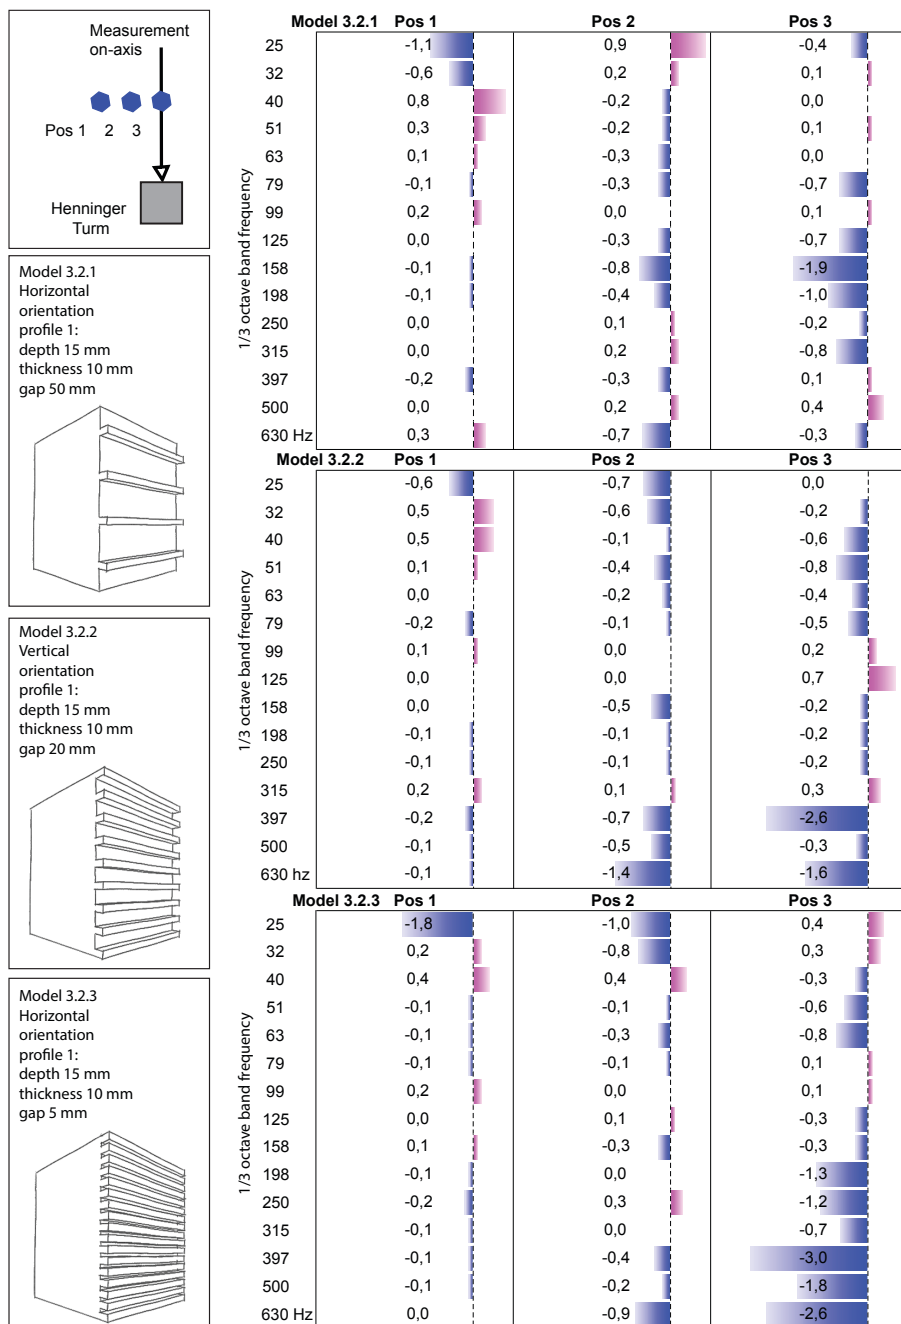 Measurement
on-axis
Pos 1 2 3
Henninger
Turm
Model 3.2.1
Horizontal
orientation
profile 1:
depth 15 mm
thickness 10 mm
gap 50 mm
Model 3.2.2
Vertical
orientation
profile 1:
depth 15 mm
thickness 10 mm
gap 20 mm
Model 3.2.3
Horizontal
orientation
profile 1:
depth 15 mm
thickness 10 mm
gap 5 mm
Model 3.2.1 Pos 1 Pos 2 Pos 3
1/3 octave band frequency
25 -1,1 0,9 -0,4
32 -0,6 0,2 0,1
40 0,8 -0,2 0,0
51 0,3 -0,2 0,1
63 0,1 -0,3 0,0
79 -0,1 -0,3 -0,7
99 0,2 0,0 0,1
125 0,0 -0,3 -0,7
158 -0,1 -0,8 -1,9
198 -0,1 -0,4 -1,0
250 0,0 0,1 -0,2
315 0,0 0,2 -0,8
397 -0,2 -0,3 0,1
500 0,0 0,2 0,4
630 Hz 0,3 -0,7 -0,3
Model 3.2.2 Pos 1 Pos 2 Pos 3
1/3 octave band frequency
25 -0,6 -0,7 0,0
32 0,5 -0,6 -0,2
40 0,5 -0,1 -0,6
51 0,1 -0,4 -0,8
63 0,0 -0,2 -0,4
79 -0,2 -0,1 -0,5
99 0,1 0,0 0,2
125 0,0 0,0 0,7
158 0,0 -0,5 -0,2
198 -0,1 -0,1 -0,2
250 -0,1 -0,1 -0,2
315 0,2 0,1 0,3
397 -0,2 -0,7 -2,6
500 -0,1 -0,5 -0,3
630 hz -0,1 -1,4 -1,6
Model 3.2.3 Pos 1 Pos 2 Pos 3
1/3 octave band frequency
25 -1,8 -1,0 0,4
32 0,2 -0,8 0,3
40 0,4 0,4 -0,3
51 -0,1 -0,1 -0,6
63 -0,1 -0,3 -0,8
79 -0,1 -0,1 0,1
99 0,2 0,0 0,1
125 0,0 0,1 -0,3
158 0,1 -0,3 -0,3
198 -0,1 0,0 -1,3
250 -0,2 0,3 -1,2
315 -0,1 0,0 -0,7
397 -0,1 -0,4 -3,0
500 -0,1 -0,2 -1,8
630 Hz 0,0 -0,9 -2,6